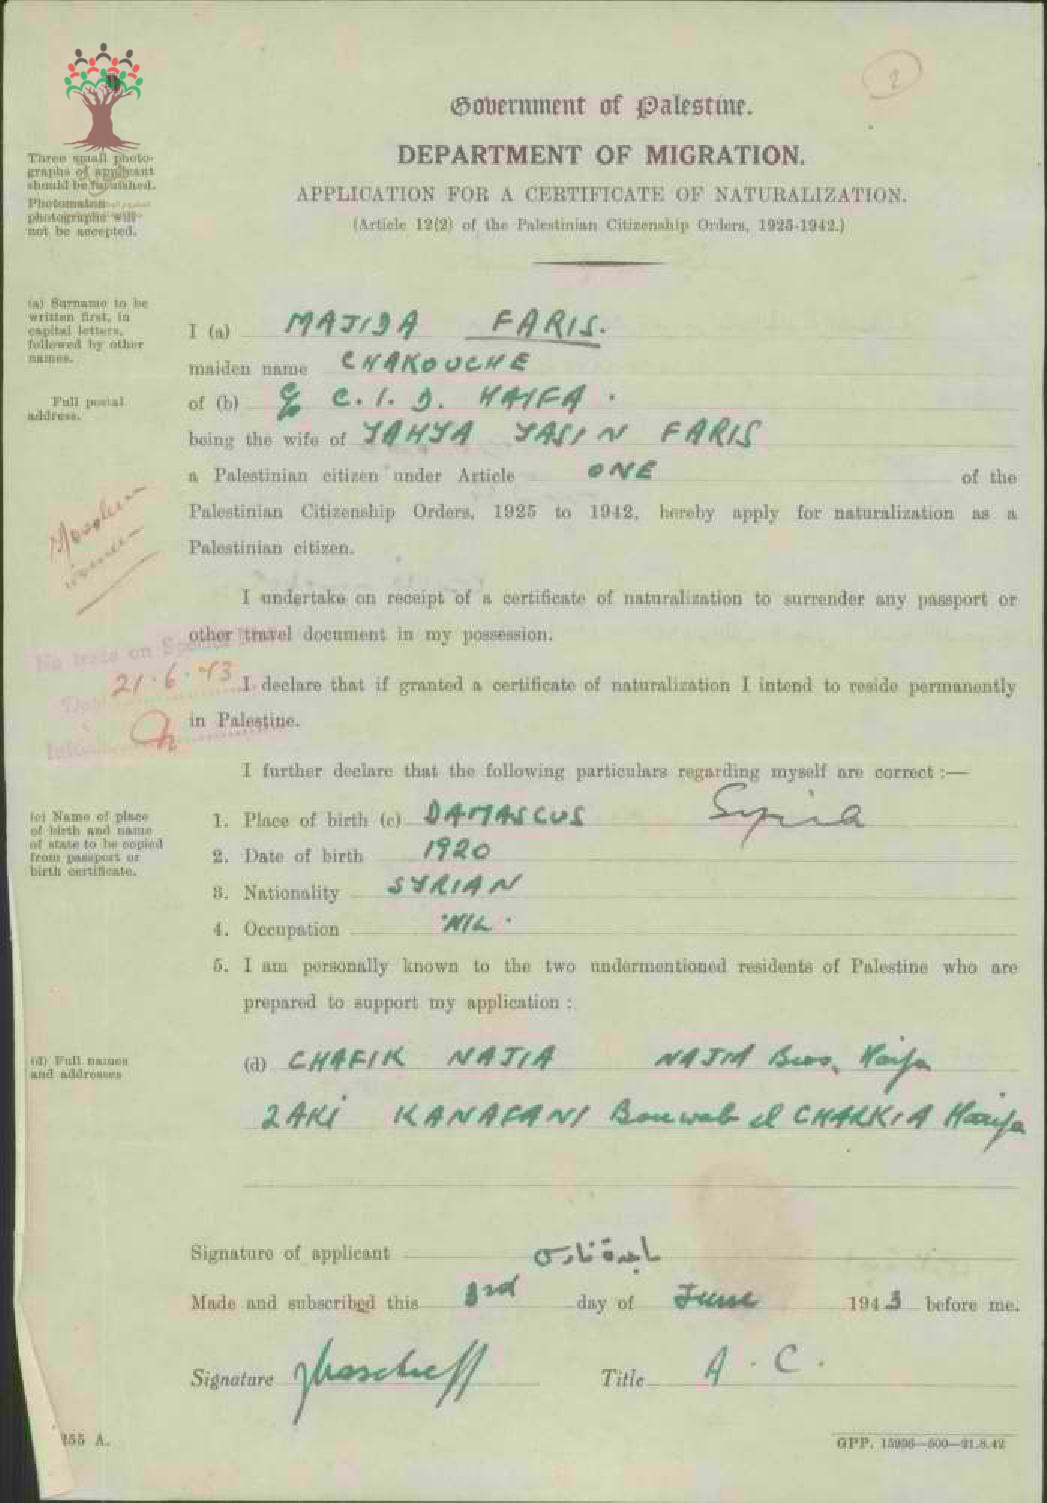 2
Government of Palestine.
DEPARTMENT OF MIGRATION.
APPLICATION FOR A CERTIFICATE OF NATURALIZATION.
(Article 12(2) of the Palestinian Citizenship Orders, 1925-1942.)
Three small photo-
graphs of applicant
should be furnished.
Photomaton
photographs will
not be accepted.
(a) Surname to be
written first, in
capital letters,
followed by other
names.
I (a) MAJIDA FARIS.
maiden name CHAKOUCHE
Full postal
address.
of (b) c/o C.I.D. HAIFA.
being the wife of YAHYA YASIN FARIS
a Palestinian citizen under Article ONE of the
Palestinian Citizenship Orders, 1925 to 1942, hereby apply for naturalization as a
Palestinian citizen.
I undertake on receipt of a certificate of naturalization to surrender any passport or
other travel document in my possession.
No trace on
Date 21.6.43
I declare that if granted a certificate of naturalization I intend to reside permanently
in Palestine.
I further declare that the following particulars regarding myself are correct :—
(c) Name of place
of birth and name
of state to be copied
from passport or
birth certificate.
1. Place of birth (c) DAMASCUS Syria
2. Date of birth 1920
3. Nationality SYRIAN
4. Occupation "NIL".
5. I am personally known to the two undermentioned residents of Palestine who are
prepared to support my application :
(d) Full names
and addresses
(d) CHAFIK NAJIA NAJIA Bros, Haifa
ZAKI KANAFANI Bouwab el CHARKIA Haifa
Signature of applicant ماجدة فارس
Made and subscribed this 3rd day of June 1943 before me.
Signature Title A.C.
155 A.
GPP. 15996—500—21.8.42